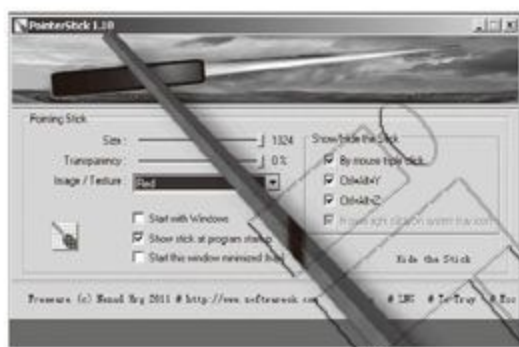 PointerStick 1.10
Pointing Stick
Size : 1024
Transparency : 0 %
Image / Texture : Red
Start with Windows
Show stick at program startup
Start this window minimized
Show/hide the Stick
By mouse triple click
Ctrl+Alt+Y
Ctrl+Alt+Z
Hide the Stick
Freeware (c) Nenad Hrg 2011 # http://www.softwareok # LNG # To-Tray